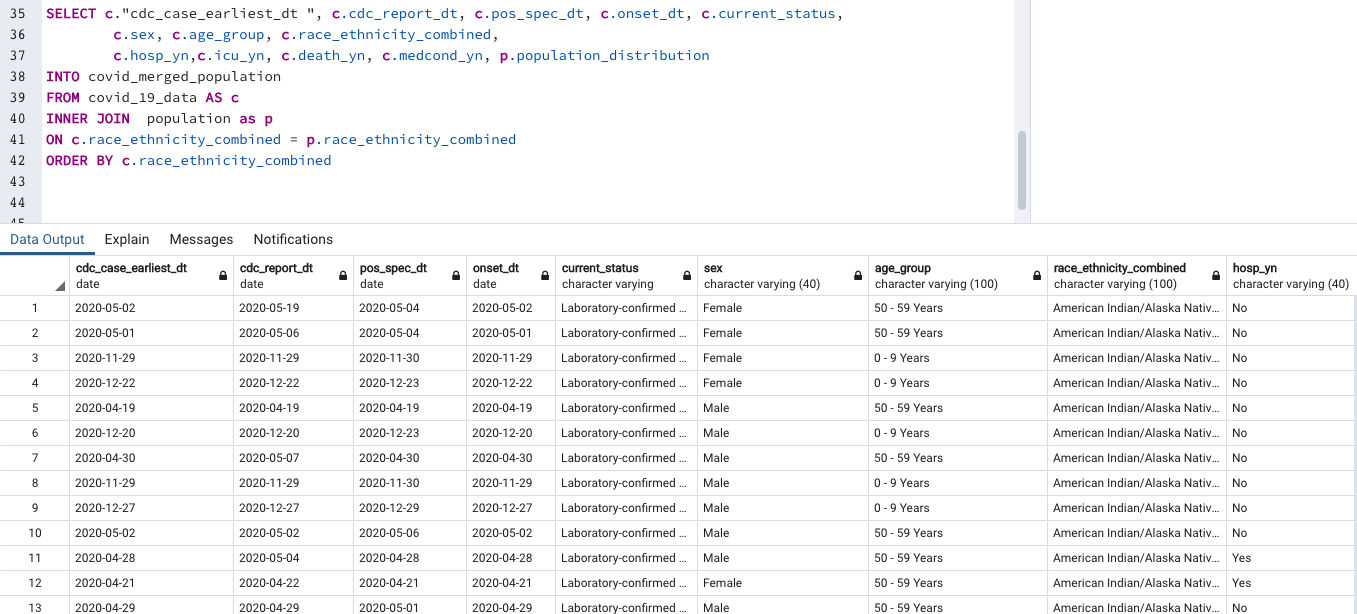 35 SELECT c."cdc_case_earliest_dt ", c.cdc_report_dt, c.pos_spec_dt, c.onset_dt, c.current_status,
36 c.sex, c.age_group, c.race_ethnicity_combined,
37 c.hosp_yn,c.icu_yn, c.death_yn, c.medcond_yn, p.population_distribution
38 INTO covid_merged_population
39 FROM covid_19_data AS c
40 INNER JOIN  population as p
41 ON c.race_ethnicity_combined = p.race_ethnicity_combined
42 ORDER BY c.race_ethnicity_combined
43
44
45
Data Output Explain Messages Notifications
cdc_case_earliest_dt cdc_report_dt pos_spec_dt onset_dt current_status sex age_group race_ethnicity_combined hosp_yn
date date date date character varying character varying (40) character varying (100) character varying (100) character varying (40)
1 2020-05-02 2020-05-19 2020-05-04 2020-05-02 Laboratory-confirmed ... Female 50 - 59 Years American Indian/Alaska Nativ... No
2 2020-05-01 2020-05-06 2020-05-04 2020-05-01 Laboratory-confirmed ... Female 50 - 59 Years American Indian/Alaska Nativ... No
3 2020-11-29 2020-11-29 2020-11-30 2020-11-29 Laboratory-confirmed ... Female 0 - 9 Years American Indian/Alaska Nativ... No
4 2020-12-22 2020-12-22 2020-12-23 2020-12-22 Laboratory-confirmed ... Female 0 - 9 Years American Indian/Alaska Nativ... No
5 2020-04-19 2020-04-19 2020-04-19 2020-04-19 Laboratory-confirmed ... Male 50 - 59 Years American Indian/Alaska Nativ... No
6 2020-12-20 2020-12-20 2020-12-23 2020-12-20 Laboratory-confirmed ... Male 0 - 9 Years American Indian/Alaska Nativ... No
7 2020-04-30 2020-05-07 2020-04-30 2020-04-30 Laboratory-confirmed ... Male 50 - 59 Years American Indian/Alaska Nativ... No
8 2020-11-29 2020-11-29 2020-11-30 2020-11-29 Laboratory-confirmed ... Male 0 - 9 Years American Indian/Alaska Nativ... No
9 2020-12-27 2020-12-27 2020-12-29 2020-12-27 Laboratory-confirmed ... Male 0 - 9 Years American Indian/Alaska Nativ... No
10 2020-05-02 2020-05-02 2020-05-06 2020-05-02 Laboratory-confirmed ... Male 50 - 59 Years American Indian/Alaska Nativ... No
11 2020-04-28 2020-05-04 2020-04-28 2020-04-28 Laboratory-confirmed ... Male 50 - 59 Years American Indian/Alaska Nativ... Yes
12 2020-04-21 2020-04-22 2020-04-21 2020-04-21 Laboratory-confirmed ... Female 50 - 59 Years American Indian/Alaska Nativ... Yes
13 2020-04-29 2020-04-29 2020-05-01 2020-04-29 Laboratory-confirmed ... Male 50 - 59 Years American Indian/Alaska Nativ... No